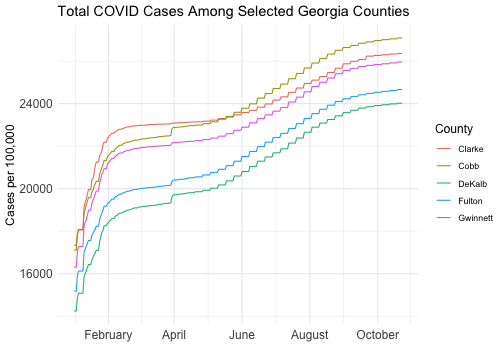 Total COVID Cases Among Selected Georgia Counties
Cases per 100,000
24000
20000
16000
February April June August October
County
Clarke
Cobb
DeKalb
Fulton
Gwinnett